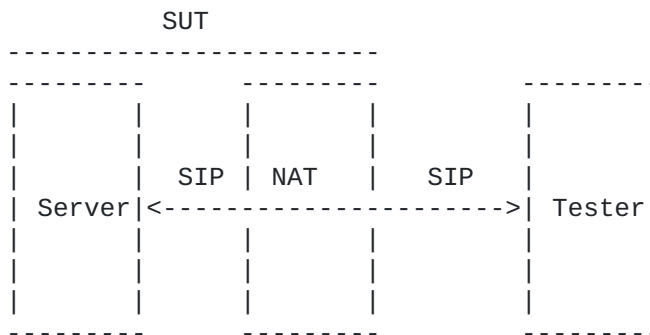 SUT
------------------------
---------      ---------         ---------
|       |      |       |         |
|       |      |       |         |
|       |  SIP | NAT   |   SIP   |
| Server|<---------------------->| Tester
|       |      |       |         |
|       |      |       |         |
|       |      |       |         |
---------      ---------         ---------